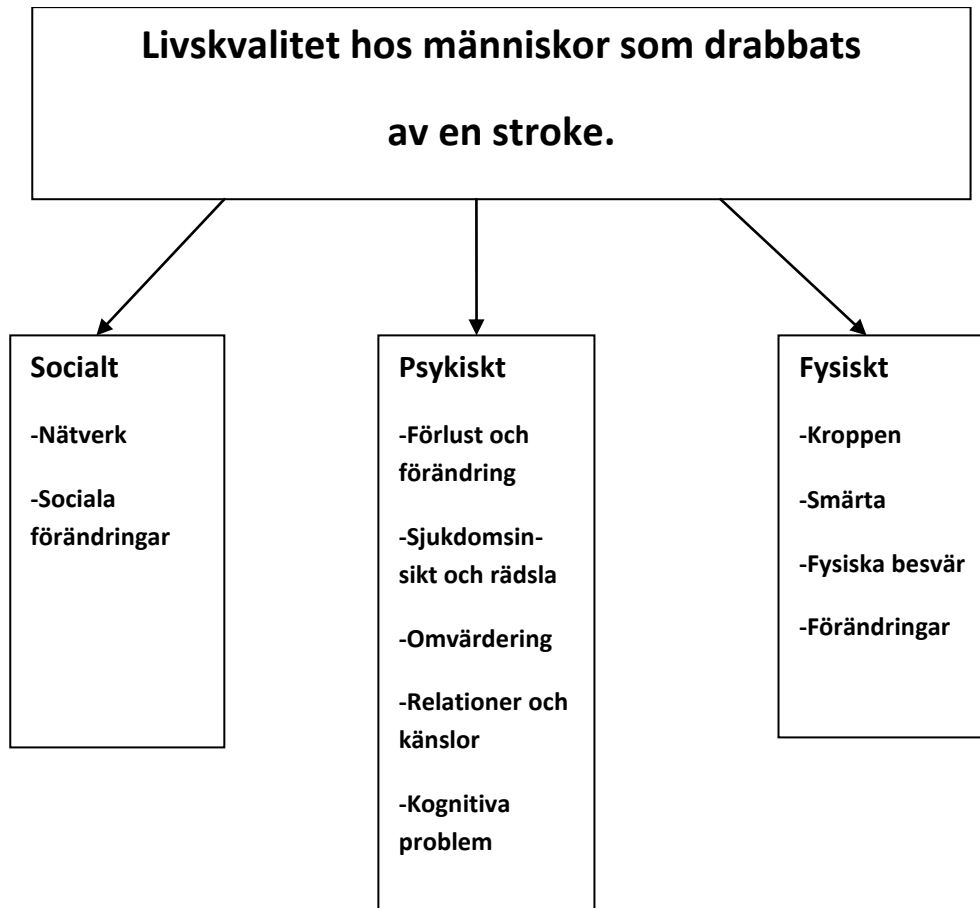 Livskvalitet hos människor som drabbats
av en stroke.
Socialt
-Nätverk
-Sociala
förändringar
Psykiskt
-Förlust och
förändring
-Sjukdomsin-
sikt och rädsla
-Omvärdering
-Relationer och
känslor
-Kognitiva
problem
Fysiskt
-Kroppen
-Smärta
-Fysiska besvär
-Förändringar